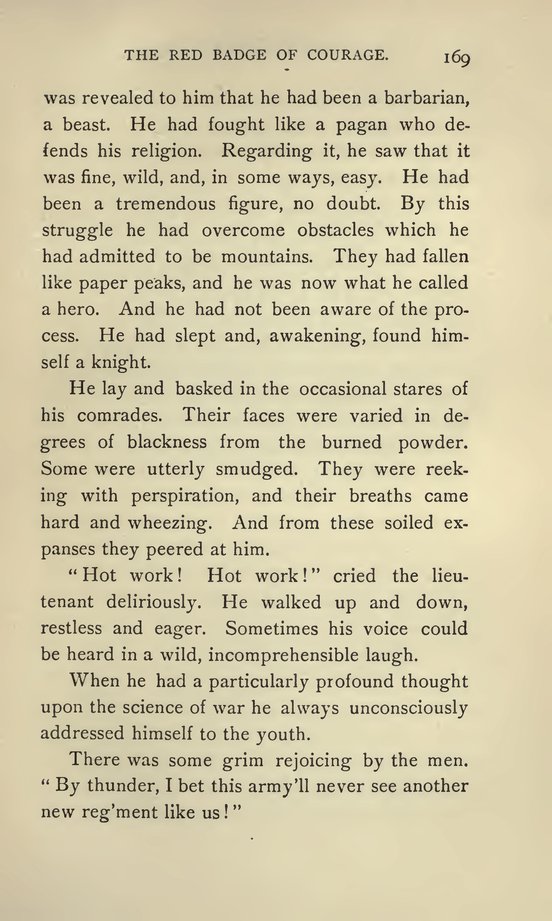 THE RED BADGE OF COURAGE. 169
was revealed to him that he had been a barbarian,
a beast. He had fought like a pagan who de-
fends his religion. Regarding it, he saw that it
was fine, wild, and, in some ways, easy. He had
been a tremendous figure, no doubt. By this
struggle he had overcome obstacles which he
had admitted to be mountains. They had fallen
like paper peaks, and he was now what he called
a hero. And he had not been aware of the pro-
cess. He had slept and, awakening, found him-
self a knight.
He lay and basked in the occasional stares of
his comrades. Their faces were varied in de-
grees of blackness from the burned powder.
Some were utterly smudged. They were reek-
ing with perspiration, and their breaths came
hard and wheezing. And from these soiled ex-
panses they peered at him.
"Hot work! Hot work!" cried the lieu-
tenant deliriously. He walked up and down,
restless and eager. Sometimes his voice could
be heard in a wild, incomprehensible laugh.
When he had a particularly profound thought
upon the science of war he always unconsciously
addressed himself to the youth.
There was some grim rejoicing by the men.
"By thunder, I bet this army'll never see another
new reg'ment like us!"